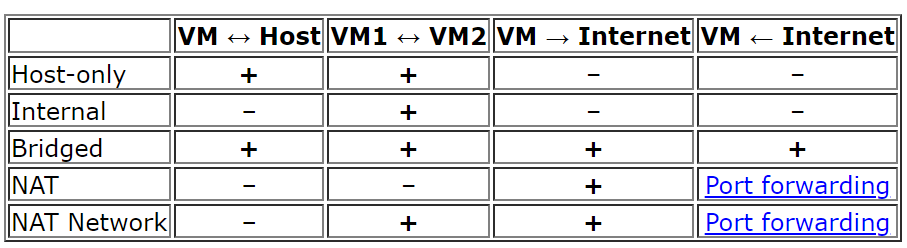 VM ↔ Host VM1 ↔ VM2 VM → Internet VM ← Internet
Host-only + + – –
Internal – + – –
Bridged + + + +
NAT – – + Port forwarding
NAT Network – + + Port forwarding